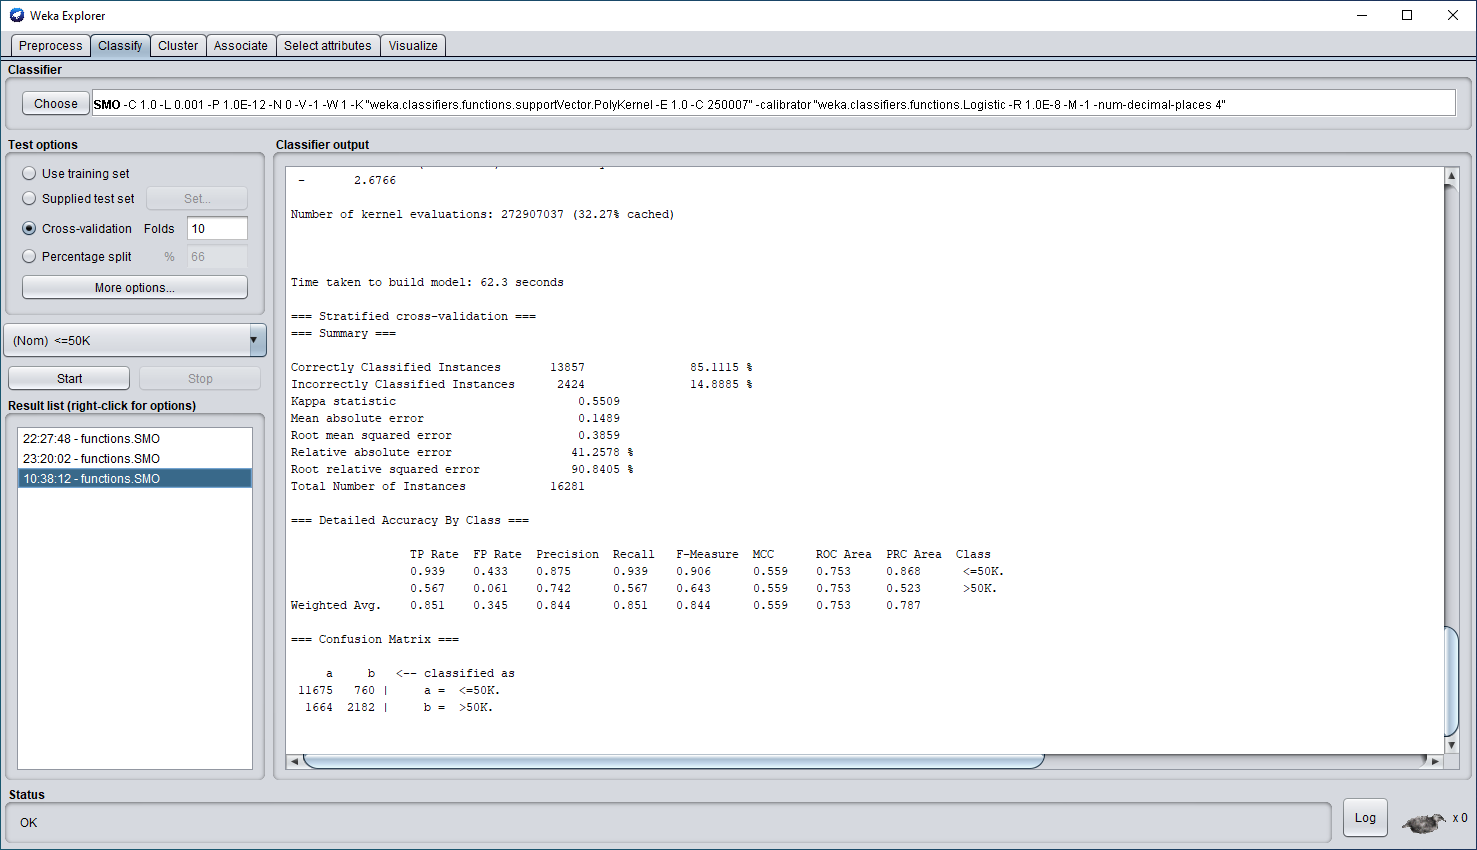 Weka Explorer
Preprocess Classify Cluster Associate Select attributes Visualize
Classifier
Choose SMO -C 1.0 -L 0.001 -P 1.0E-12 -N 0 -V -1 -W 1 -K "weka.classifiers.functions.supportVector.PolyKernel -E 1.0 -C 250007" -calibrator "weka.classifiers.functions.Logistic -R 1.0E-8 -M -1 -num-decimal-places 4"
Test options
Use training set
Supplied test set Set...
Cross-validation Folds 10
Percentage split % 66
More options...
(Nom) <=50K
Start Stop
Result list (right-click for options)
22:27:48 - functions.SMO
23:20:02 - functions.SMO
10:38:12 - functions.SMO
Classifier output
- 2.6766
Number of kernel evaluations: 272907037 (32.27% cached)
Time taken to build model: 62.3 seconds
=== Stratified cross-validation ===
=== Summary ===
Correctly Classified Instances 13857 85.1115 %
Incorrectly Classified Instances 2424 14.8885 %
Kappa statistic 0.5509
Mean absolute error 0.1489
Root mean squared error 0.3859
Relative absolute error 41.2578 %
Root relative squared error 90.8405 %
Total Number of Instances 16281
=== Detailed Accuracy By Class ===
TP Rate FP Rate Precision Recall F-Measure MCC ROC Area PRC Area Class
0.939 0.433 0.875 0.939 0.906 0.559 0.753 0.868 <=50K.
0.567 0.061 0.742 0.567 0.643 0.559 0.753 0.523 >50K.
Weighted Avg. 0.851 0.345 0.844 0.851 0.844 0.559 0.753 0.787
=== Confusion Matrix ===
a b <-- classified as
11675 760 | a = <=50K.
1664 2182 | b = >50K.
Status
OK
Log
x 0